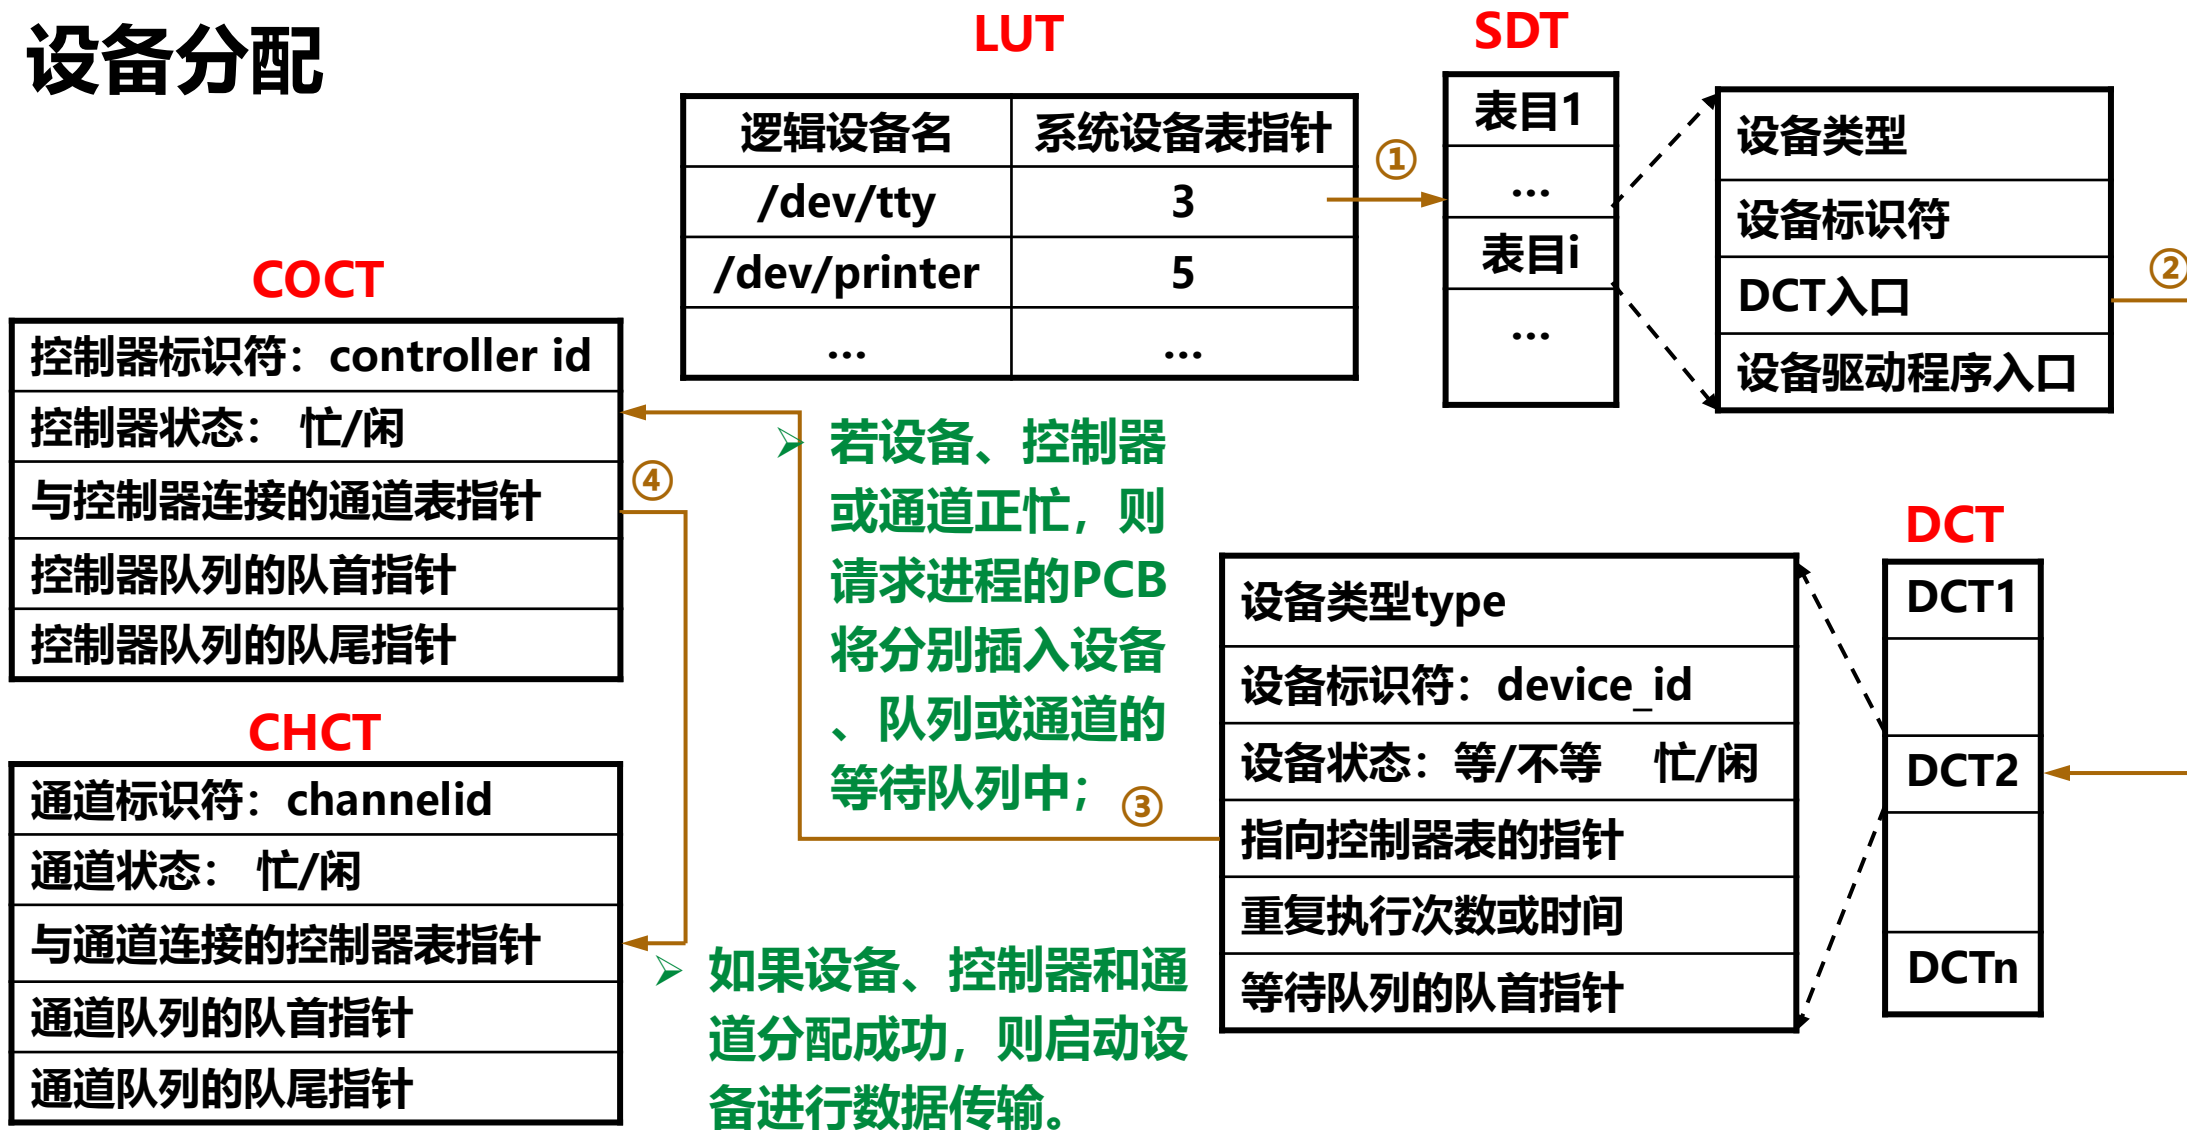 设备分配
LUT
逻辑设备名 系统设备表指针
/dev/tty 3
/dev/printer 5
... ...
①
SDT
表目1
...
表目i
...
设备类型
设备标识符
DCT入口
设备驱动程序入口
②
COCT
控制器标识符：controller id
控制器状态： 忙/闲
与控制器连接的通道表指针
控制器队列的队首指针
控制器队列的队尾指针
④
➢ 若设备、控制器
或通道正忙，则
请求进程的PCB
将分别插入设备
、队列或通道的
等待队列中；
③
DCT
DCT1
DCT2
DCTn
设备类型type
设备标识符：device_id
设备状态：等/不等 忙/闲
指向控制器表的指针
重复执行次数或时间
等待队列的队首指针
CHCT
通道标识符：channelid
通道状态： 忙/闲
与通道连接的控制器表指针
通道队列的队首指针
通道队列的队尾指针
➢ 如果设备、控制器和通
道分配成功，则启动设
备进行数据传输。